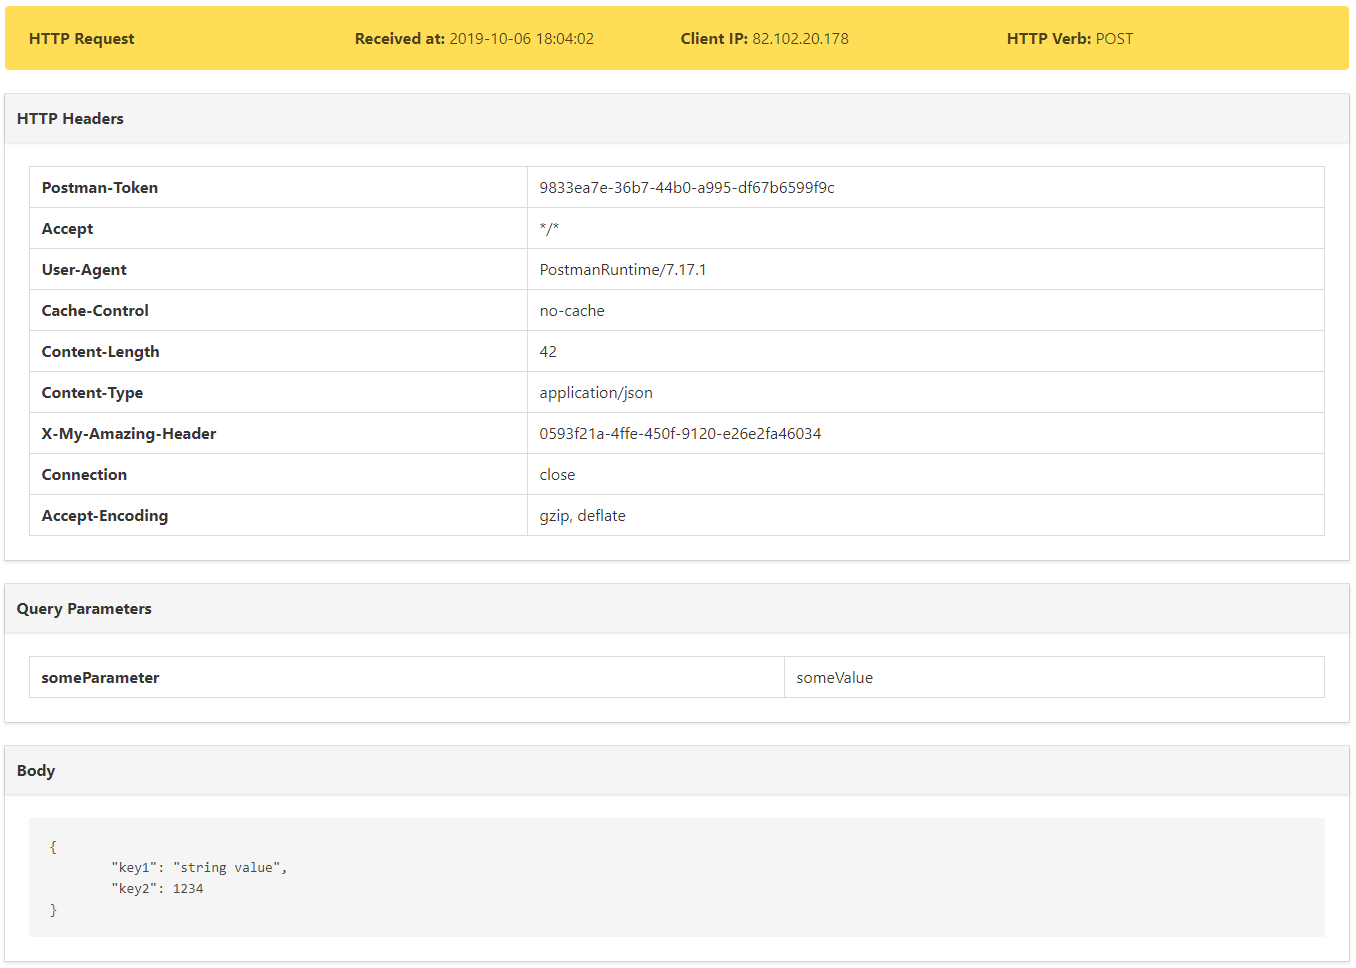 HTTP Request Received at: 2019-10-06 18:04:02 Client IP: 82.102.20.178 HTTP Verb: POST
HTTP Headers
Postman-Token 9833ea7e-36b7-44b0-a995-df67b6599f9c
Accept */*
User-Agent PostmanRuntime/7.17.1
Cache-Control no-cache
Content-Length 42
Content-Type application/json
X-My-Amazing-Header 0593f21a-4ffe-450f-9120-e26e2fa46034
Connection close
Accept-Encoding gzip, deflate
Query Parameters
someParameter someValue
Body
{
"key1": "string value",
"key2": 1234
}